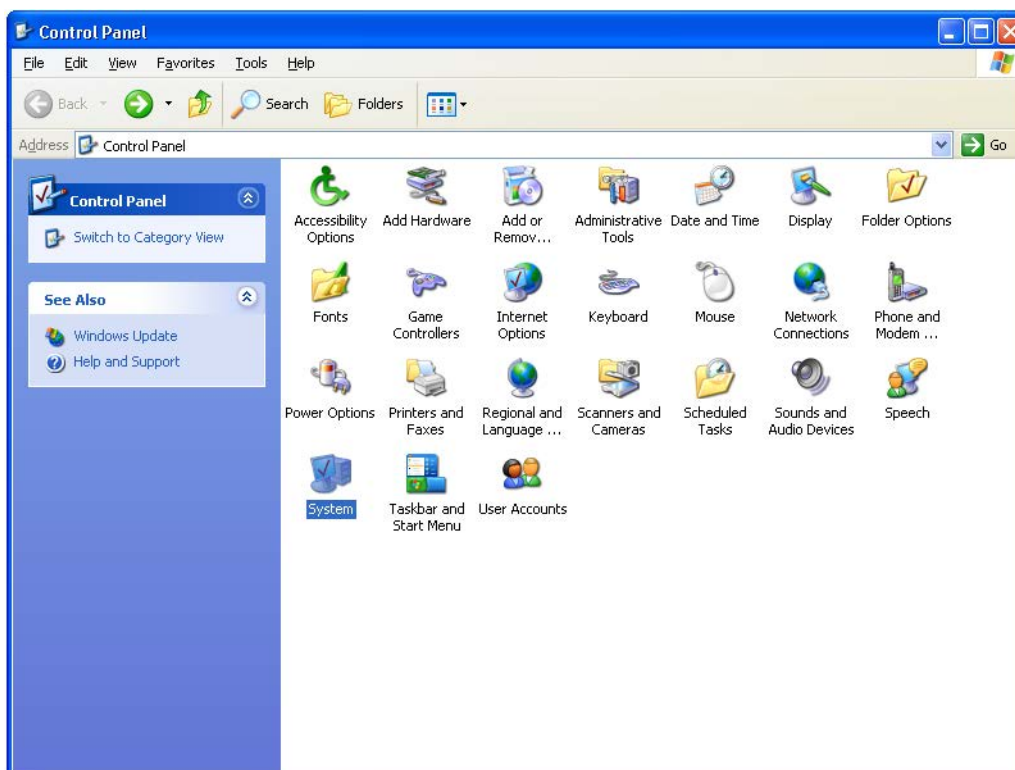 Control Panel
File Edit View Favorites Tools Help
Back Search Folders
Address Control Panel Go
Control Panel
Switch to Category View
See Also
Windows Update
Help and Support
Accessibility
Options
Add Hardware
Add or
Remov...
Administrative
Tools
Date and Time
Display
Folder Options
Fonts
Game
Controllers
Internet
Options
Keyboard
Mouse
Network
Connections
Phone and
Modem ...
Power Options
Printers and
Faxes
Regional and
Language ...
Scanners and
Cameras
Scheduled
Tasks
Sounds and
Audio Devices
Speech
System
Taskbar and
Start Menu
User Accounts